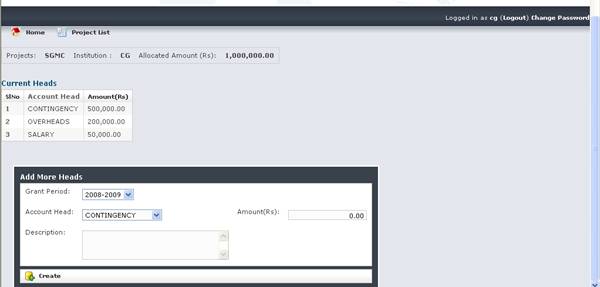 Logged in as cg (Logout) Change Password
Home Project List
Projects: SGMC Institution : CG Allocated Amount (Rs): 1,000,000.00
Current Heads
SlNo Account Head Amount(Rs)
1 CONTINGENCY 500,000.00
2 OVERHEADS 200,000.00
3 SALARY 50,000.00
Add More Heads
Grant Period: 2008-2009
Account Head: CONTINGENCY Amount(Rs): 0.00
Description:
Create